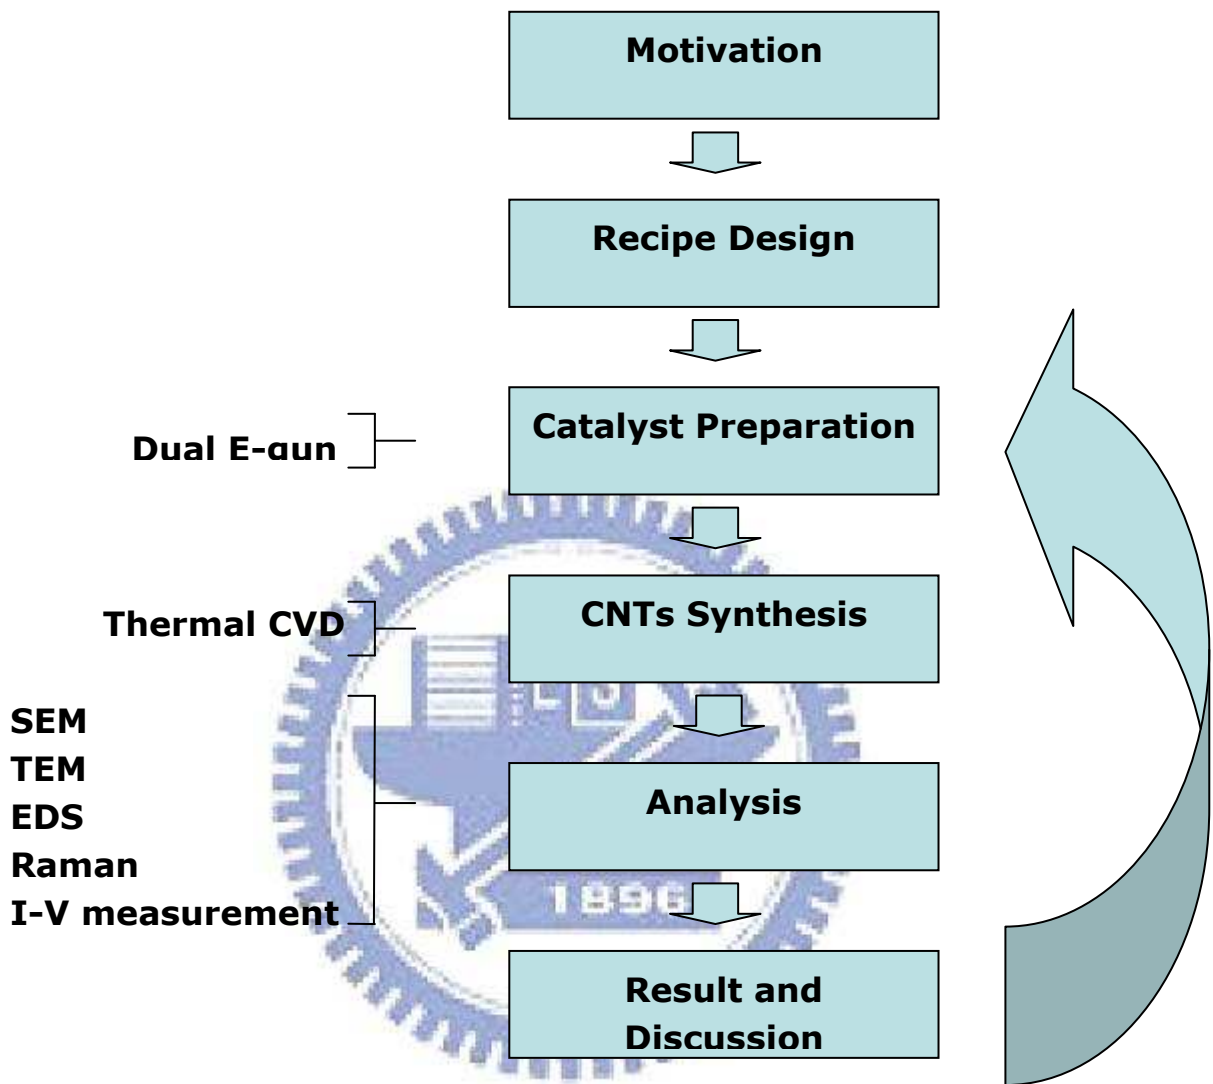 Motivation
Recipe Design
Dual E-gun
Catalyst Preparation
Thermal CVD
CNTs Synthesis
SEM
TEM
EDS
Raman
I-V measurement
Analysis
1896
Result and
Discussion